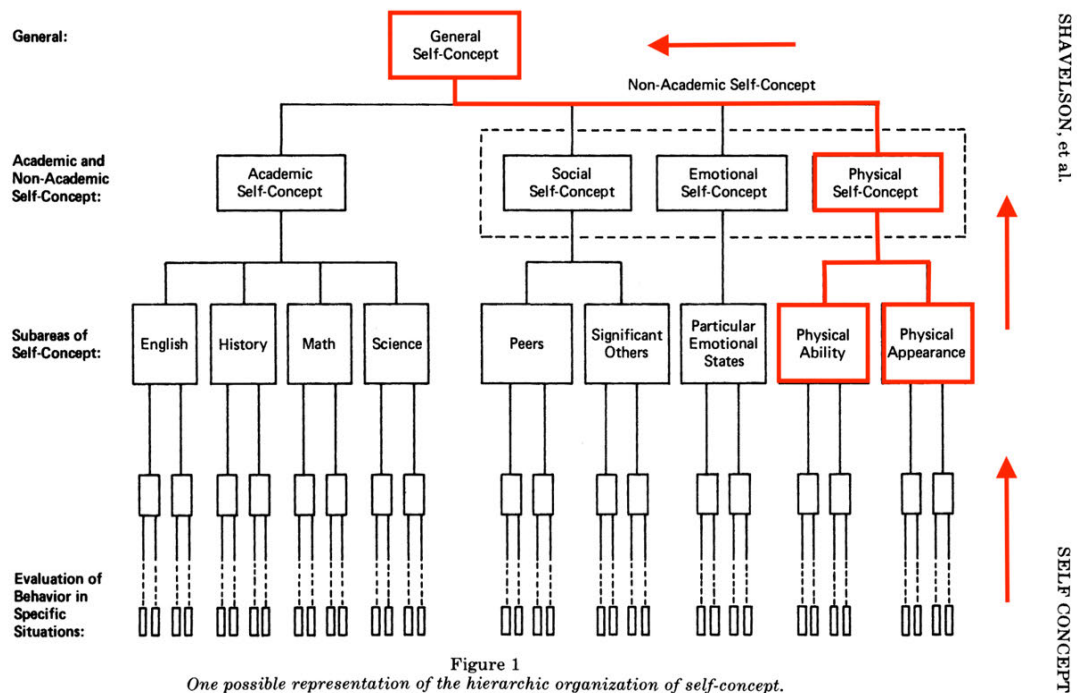 General:
General
Self-Concept
Non-Academic Self-Concept
Academic and
Non-Academic
Self-Concept:
Academic
Self-Concept
Social
Self-Concept
Emotional
Self-Concept
Physical
Self-Concept
Subareas of
Self-Concept:
English
History
Math
Science
Peers
Significant
Others
Particular
Emotional
States
Physical
Ability
Physical
Appearance
Evaluation of
Behavior in
Specific
Situations:
Figure 1
One possible representation of the hierarchic organization of self-concept.
SHAVELSON, et al.
SELF CONCEPT